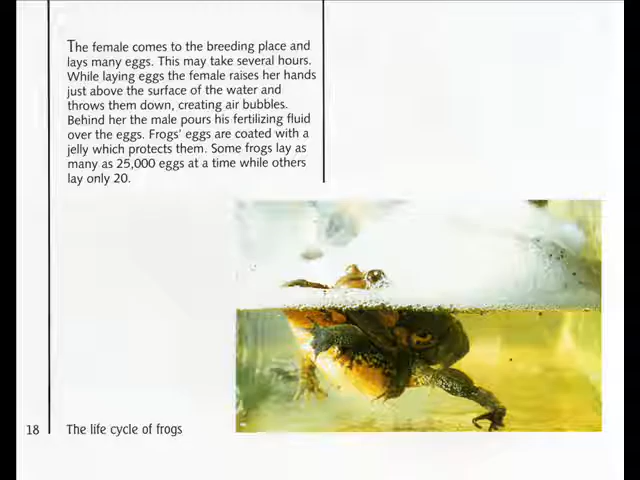 The female comes to the breeding place and
lays many eggs. This may take several hours.
While laying eggs the female raises her hands
just above the surface of the water and
throws them down, creating air bubbles.
Behind her the male pours his fertilizing fluid
over the eggs. Frogs' eggs are coated with a
jelly which protects them. Some frogs lay as
many as 25,000 eggs at a time while others
lay only 20.
18 The life cycle of frogs